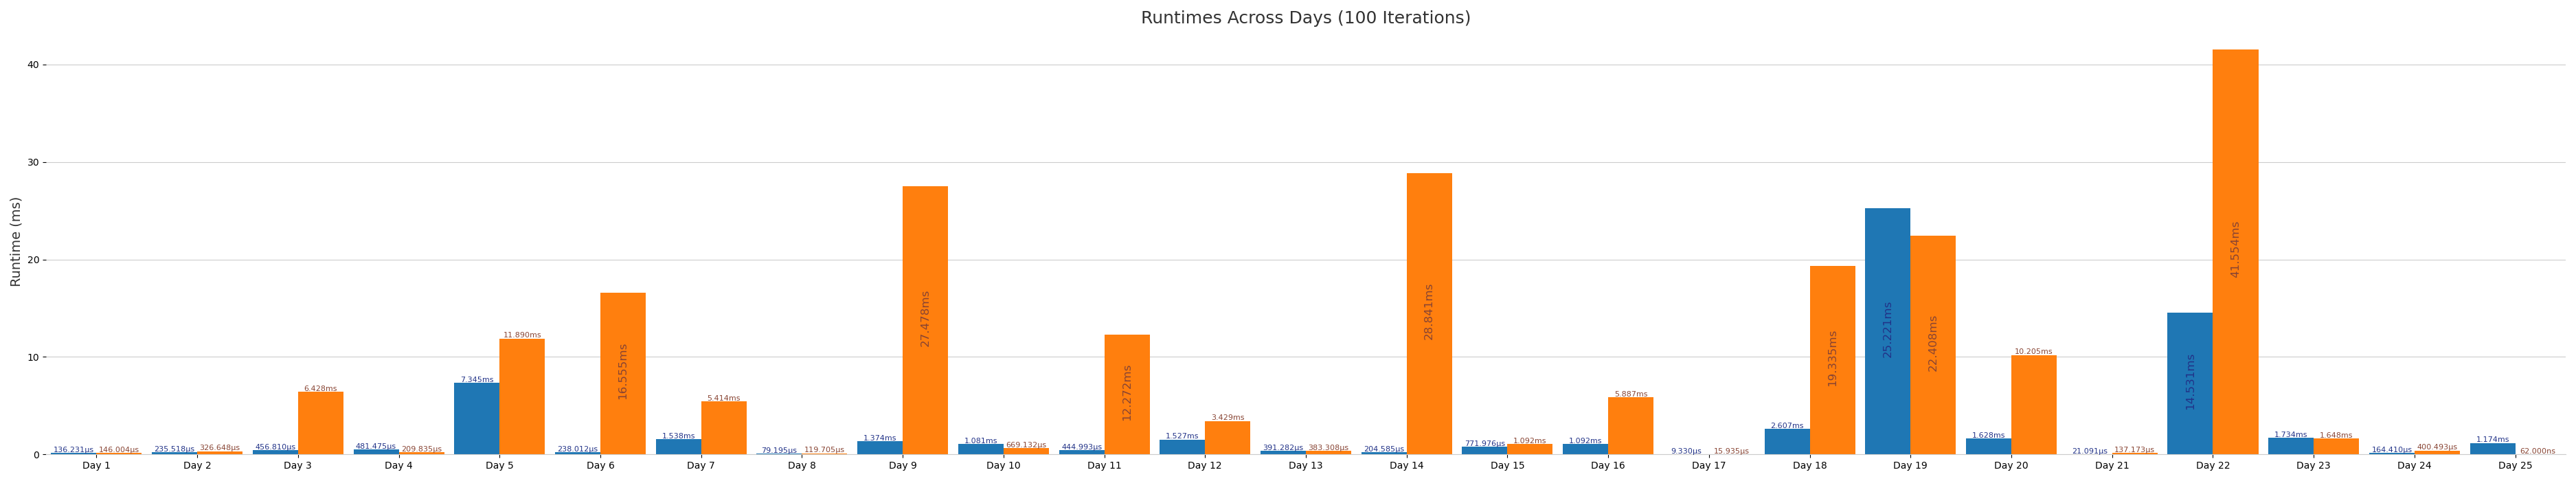 Runtimes Across Days (100 Iterations)
Runtime (ms)
40
30
20
10
0
136.231µs 146.004µs
235.518µs 326.648µs
456.810µs 6.428ms
481.475µs 209.835µs
7.345ms 11.890ms
238.012µs 16.555ms
1.538ms 5.414ms
79.195µs 119.705µs
1.374ms 27.478ms
1.081ms 669.132µs
444.993µs 12.272ms
1.527ms 3.429ms
391.282µs 383.308µs
204.585µs 28.841ms
771.976µs 1.092ms
1.092ms 5.887ms
9.330µs 15.935µs
2.607ms 19.335ms
25.221ms 22.408ms
1.628ms 10.205ms
21.091µs 137.173µs
14.531ms 41.554ms
1.734ms 1.648ms
164.410µs 400.493µs
1.174ms 62.000ns
Day 1 Day 2 Day 3 Day 4 Day 5 Day 6 Day 7 Day 8 Day 9 Day 10 Day 11 Day 12 Day 13 Day 14 Day 15 Day 16 Day 17 Day 18 Day 19 Day 20 Day 21 Day 22 Day 23 Day 24 Day 25